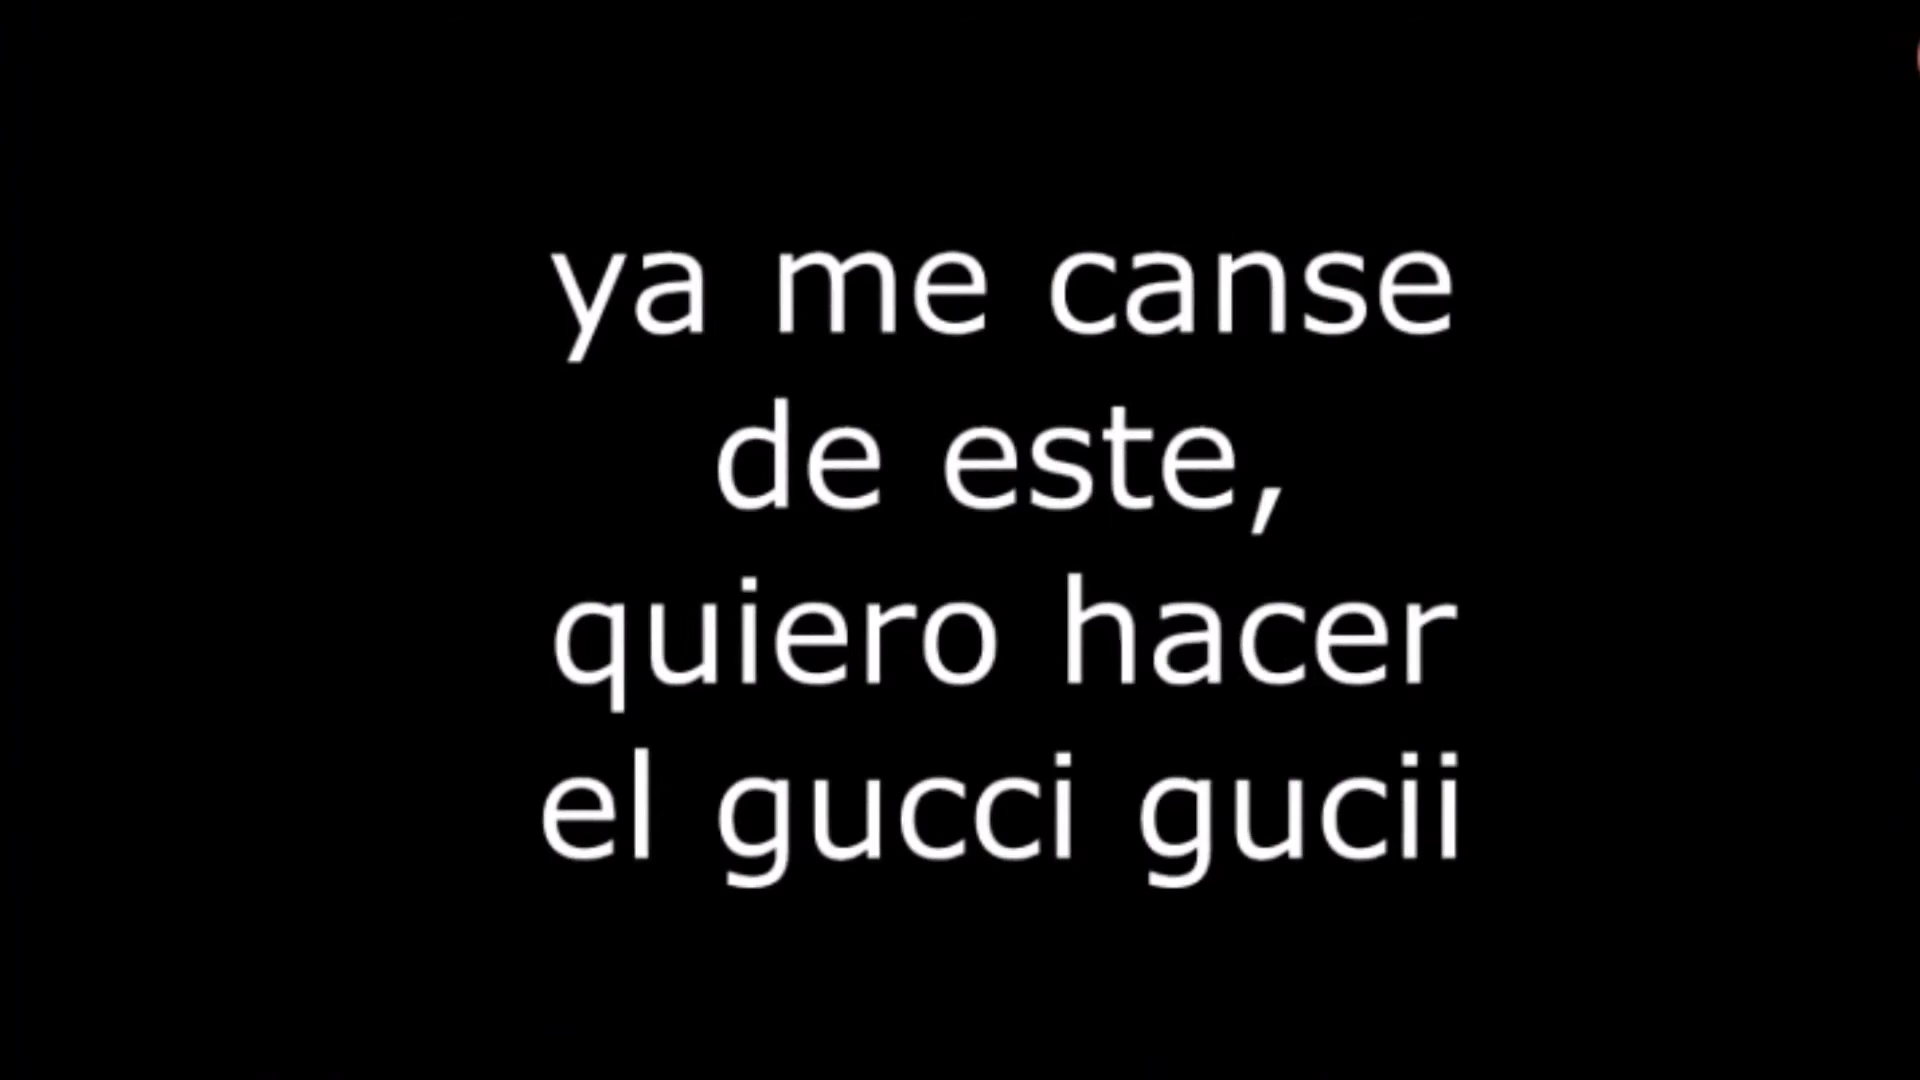 ya me canse
de este,
quiero hacer
el gucci gucii